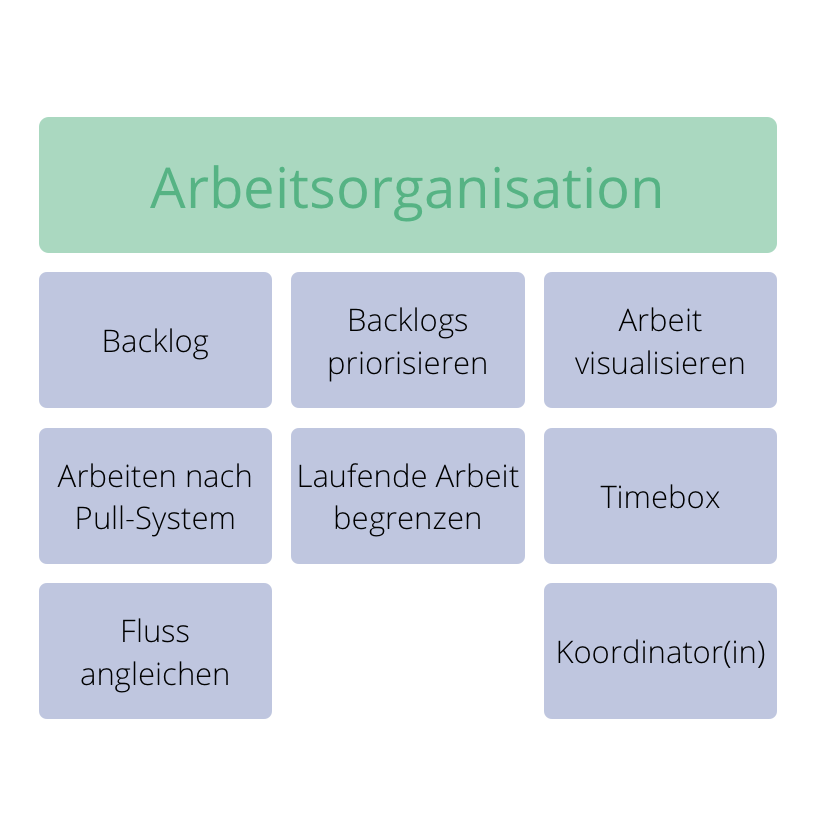 Arbeitsorganisation
Backlog
Backlogs
priorisieren
Arbeit
visualisieren
Arbeiten nach
Pull-System
Laufende Arbeit
begrenzen
Timebox
Fluss
angleichen
Koordinator(in)